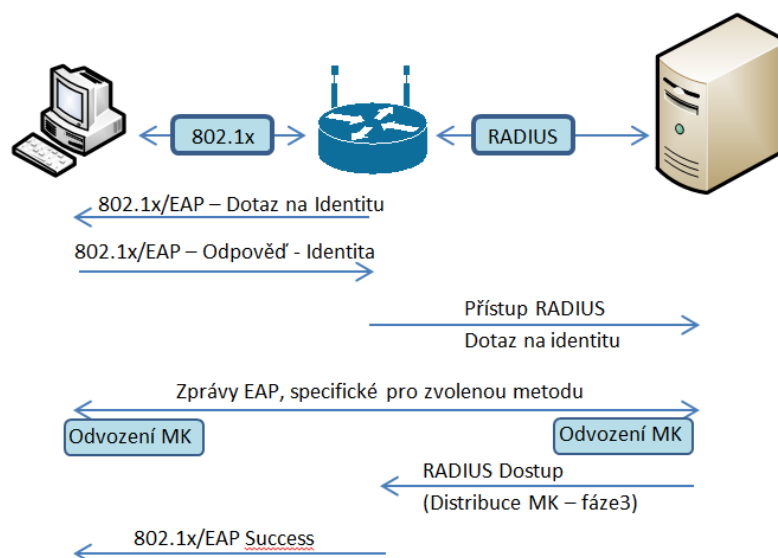 802.1x
RADIUS
802.1x/EAP – Dotaz na Identitu
802.1x/EAP – Odpověď - Identita
Přístup RADIUS
Dotaz na identitu
Zprávy EAP, specifické pro zvolenou metodu
Odvození MK
Odvození MK
RADIUS Dostup
(Distribuce MK – fáze3)
802.1x/EAP Success